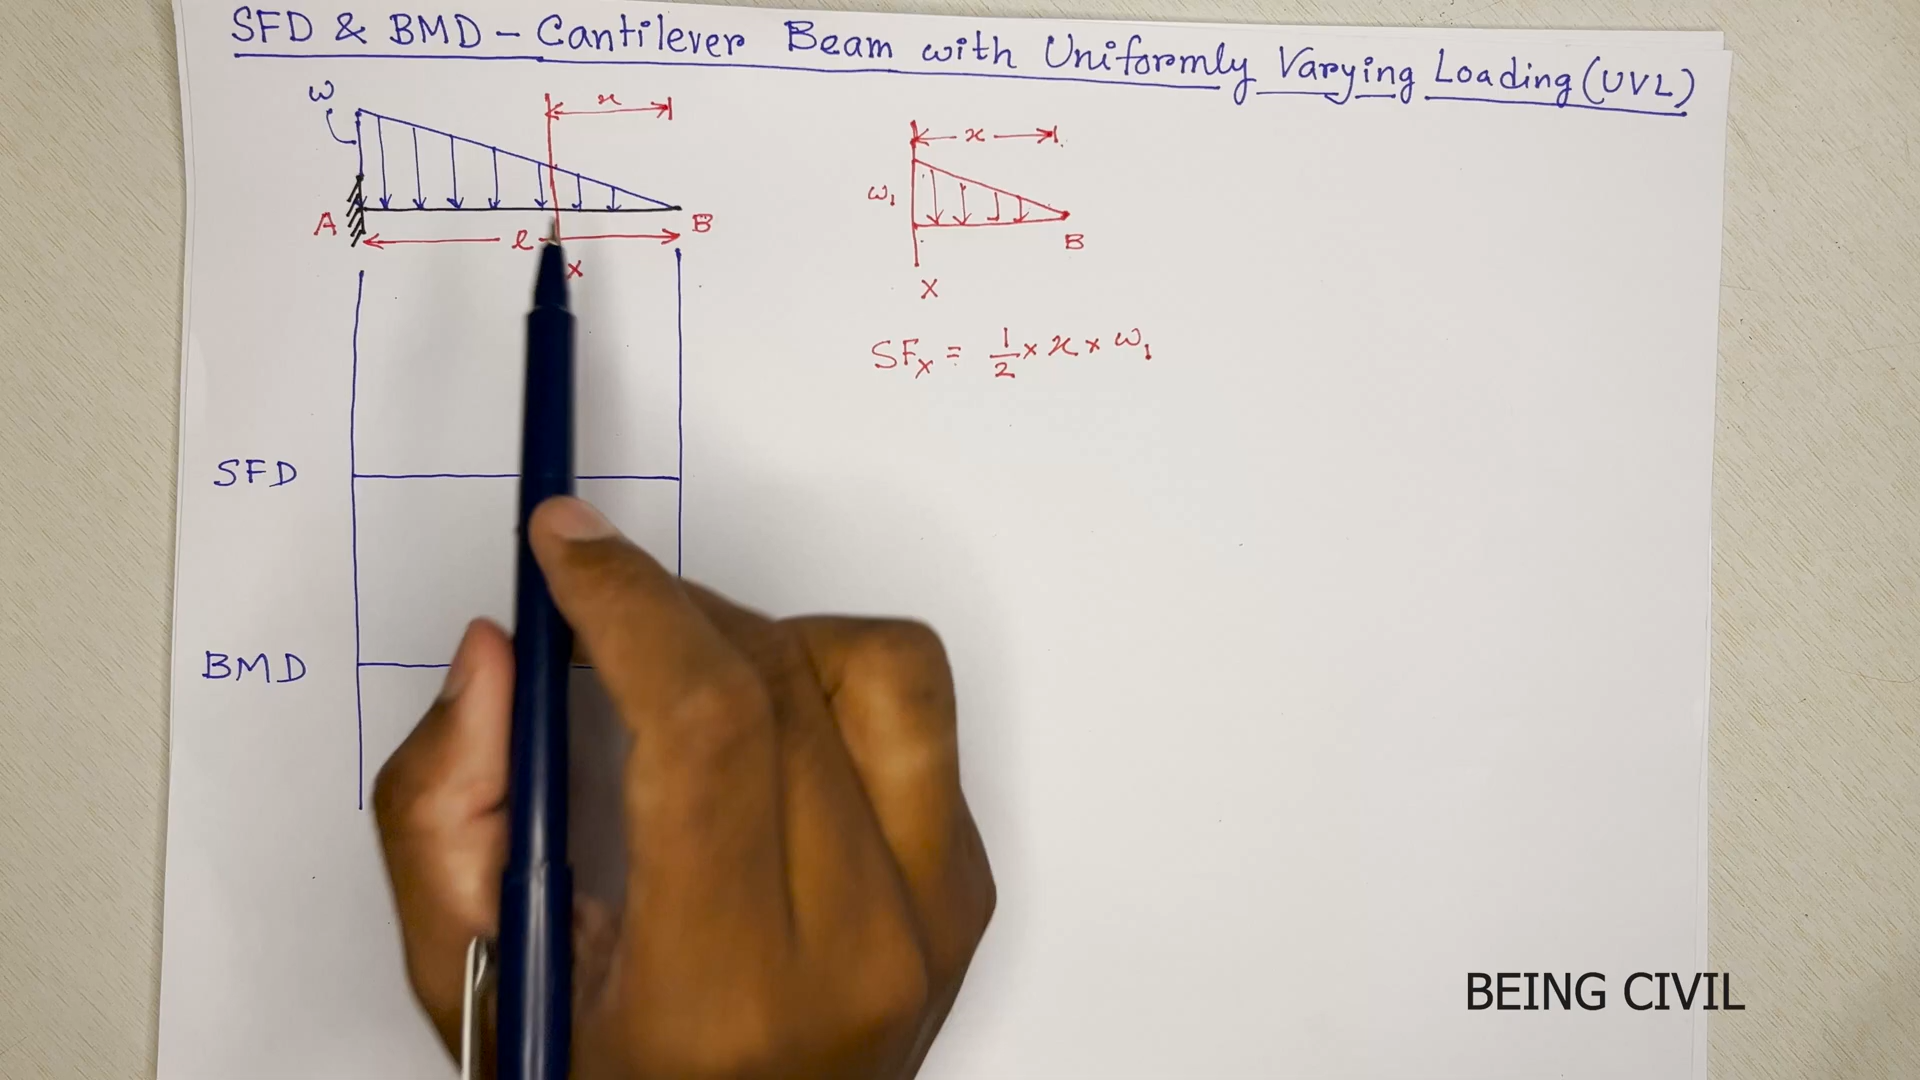 SFD & BMD - Cantilever Beam with Uniformly Varying Loading (UVL)
w
x
A
l
B
X
x
w₁
B
X
SFₓ = 1/2 × x × w₁
SFD
BMD
BEING CIVIL